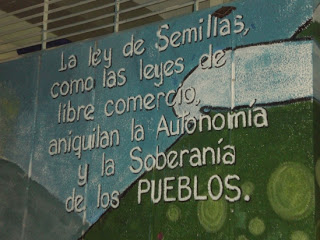 La ley de Semillas,
como las leyes de
libre comercio,
aniquilan la Autonomía
y la Soberanía
de los PUEBLOS.